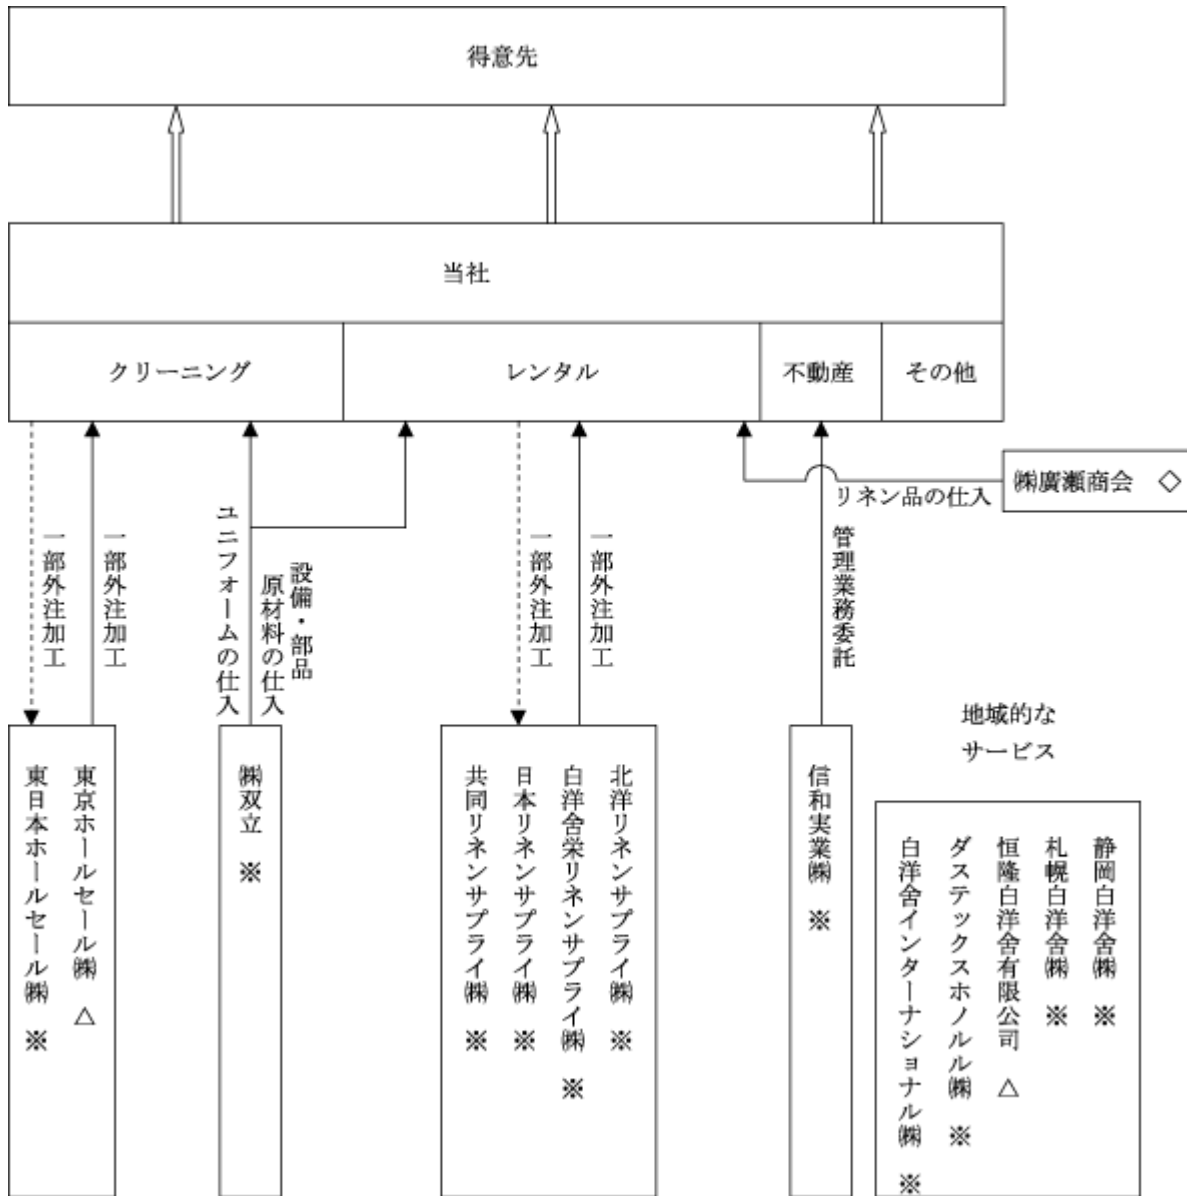 得意先
当社
クリーニング
レンタル
不動産
その他
㈱廣瀬商会 ◇
リネン品の仕入
一部外注加工
一部外注加工
ユニフォームの仕入
設備・部品
原材料の仕入
一部外注加工
一部外注加工
管理業務委託
東京ホールセール㈱ △
東日本ホールセール㈱ ※
㈱双立 ※
北洋リネンサプライ㈱ ※
白洋舍栄リネンサプライ㈱ ※
日本リネンサプライ㈱ ※
共同リネンサプライ㈱ ※
信和実業㈱ ※
地域的な
サービス
静岡白洋舍㈱ ※
札幌白洋舍㈱ ※
恒隆白洋舍有限公司 △
ダステックスホノルル㈱ ※
白洋舍インターナショナル㈱ ※